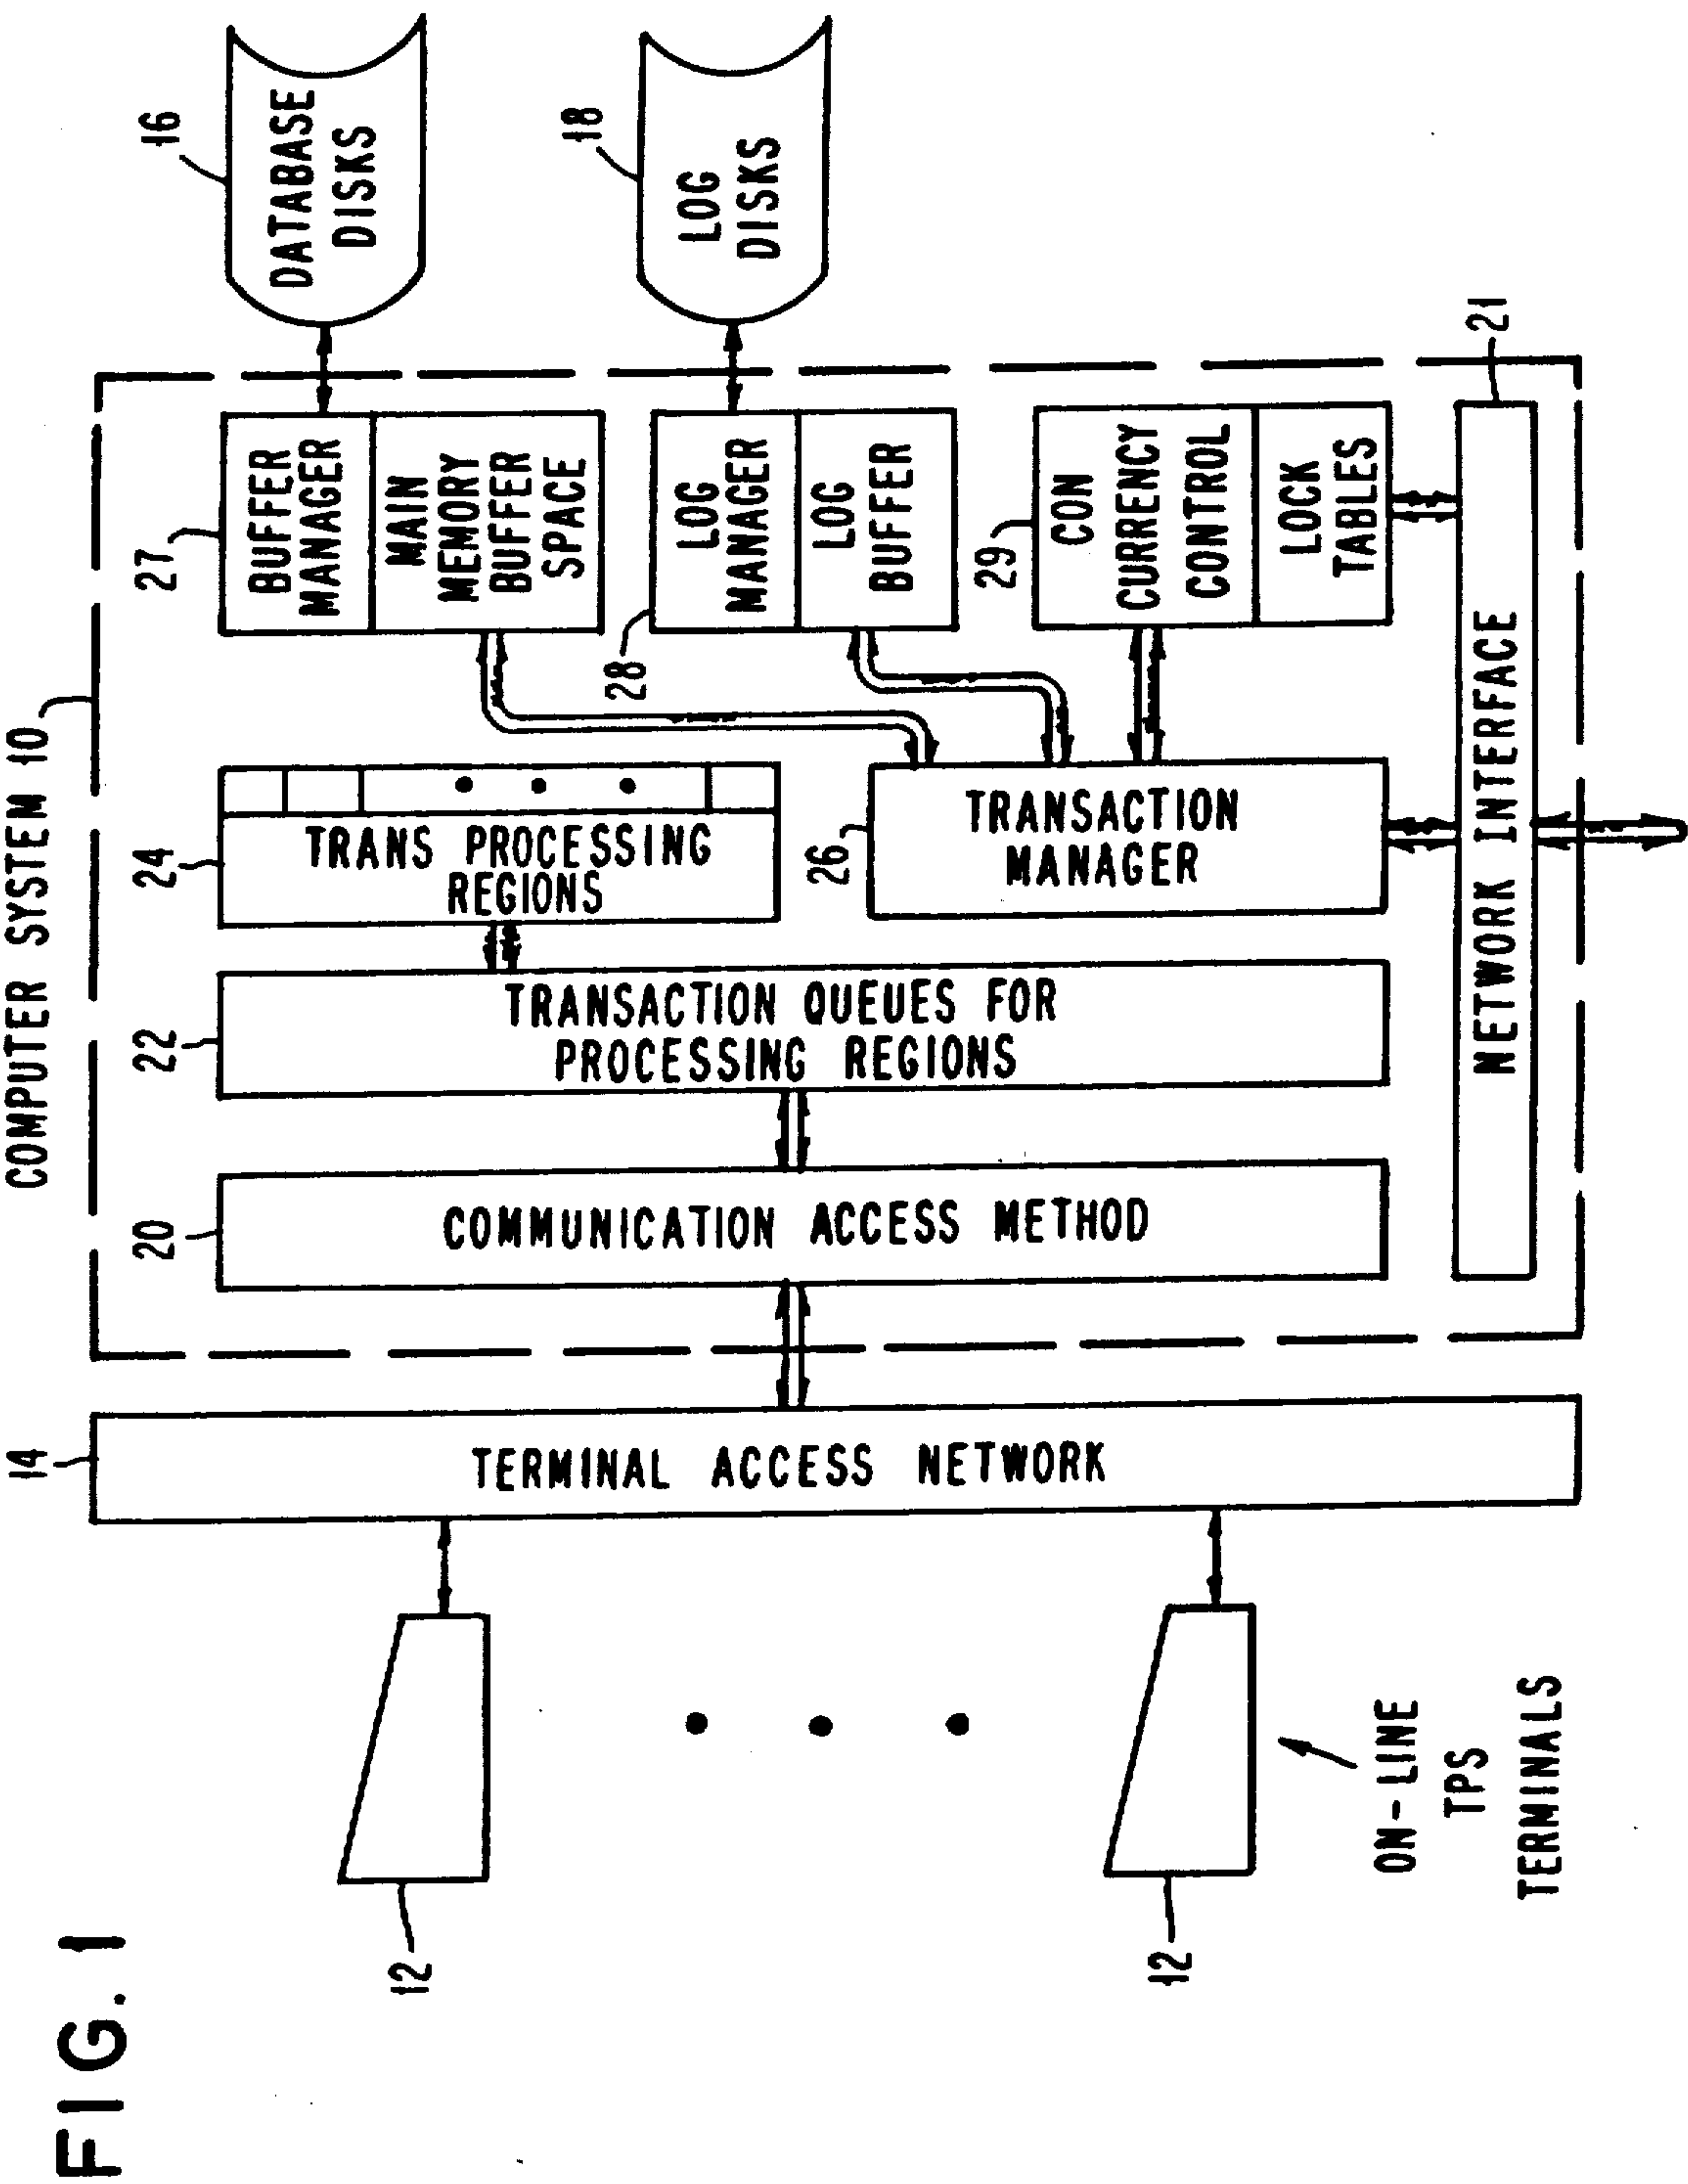 FIG. 1
COMPUTER SYSTEM 10
14
TERMINAL ACCESS NETWORK
12
12
ON-LINE
TPS
TERMINALS
20
COMMUNICATION ACCESS METHOD
22
TRANSACTION QUEUES FOR
PROCESSING REGIONS
24
TRANS PROCESSING
REGIONS
26
TRANSACTION
MANAGER
27
BUFFER
MANAGER
MAIN
MEMORY
BUFFER
SPACE
28
LOG
MANAGER
LOG
BUFFER
29
CON
CURRENCY
CONTROL
LOCK
TABLES
NETWORK INTERFACE
21
16
DATABASE
DISKS
18
LOG
DISKS